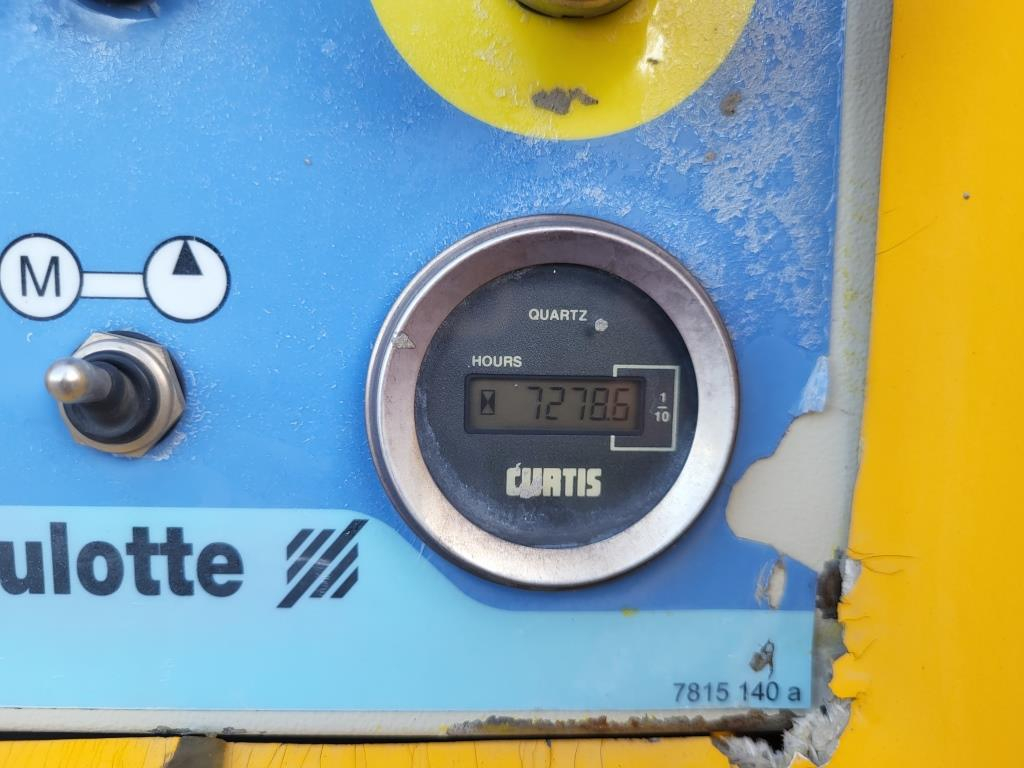 M
QUARTZ
HOURS
7278.6
1
10
CURTIS
ulotte
7815 140 a